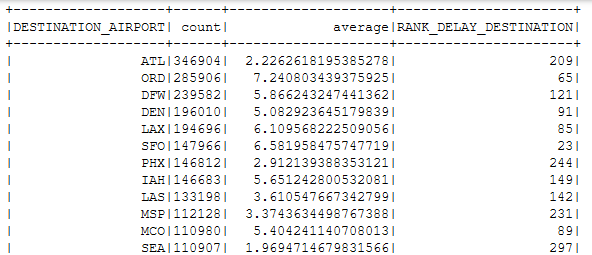 +-------------------+------+------------------+----------------------+
|DESTINATION_AIRPORT| count|           average|RANK_DELAY_DESTINATION|
+-------------------+------+------------------+----------------------+
|                ATL|346904|2.2262618195385278|                   209|
|                ORD|285906| 7.240803439375925|                    65|
|                DFW|239582| 5.866243247441362|                   121|
|                DEN|196010| 5.082923645179839|                    91|
|                LAX|194696| 6.109568222509056|                    85|
|                SFO|147966| 6.581958475747719|                    23|
|                PHX|146812| 2.912139388353121|                   244|
|                IAH|146683| 5.651242800532081|                   149|
|                LAS|133198| 3.610547667342799|                   142|
|                MSP|112128|3.3743634498767388|                   231|
|                MCO|110980| 5.404241140708013|                    89|
|                SEA|110907|1.9694714679831566|                   297|